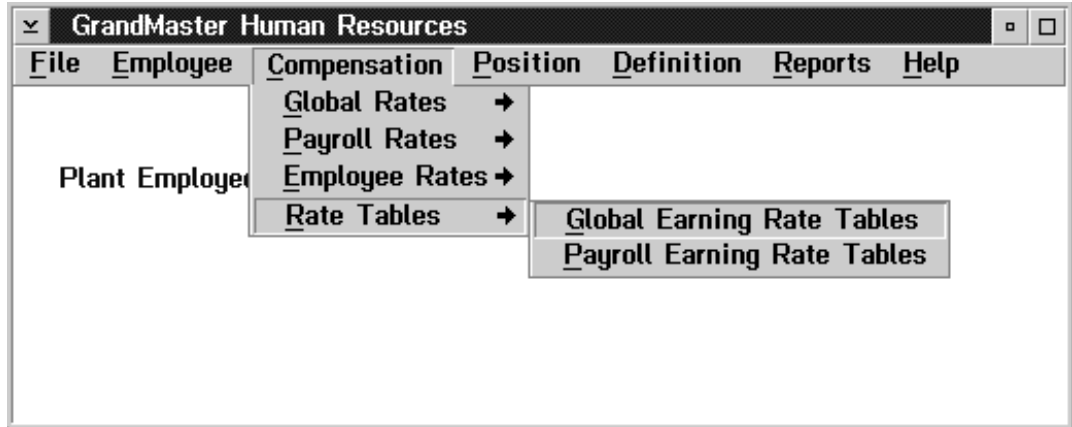 GrandMaster Human Resources
File Employee Compensation Position Definition Reports Help
Global Rates
Payroll Rates
Plant Employee
Employee Rates
Rate Tables
Global Earning Rate Tables
Payroll Earning Rate Tables